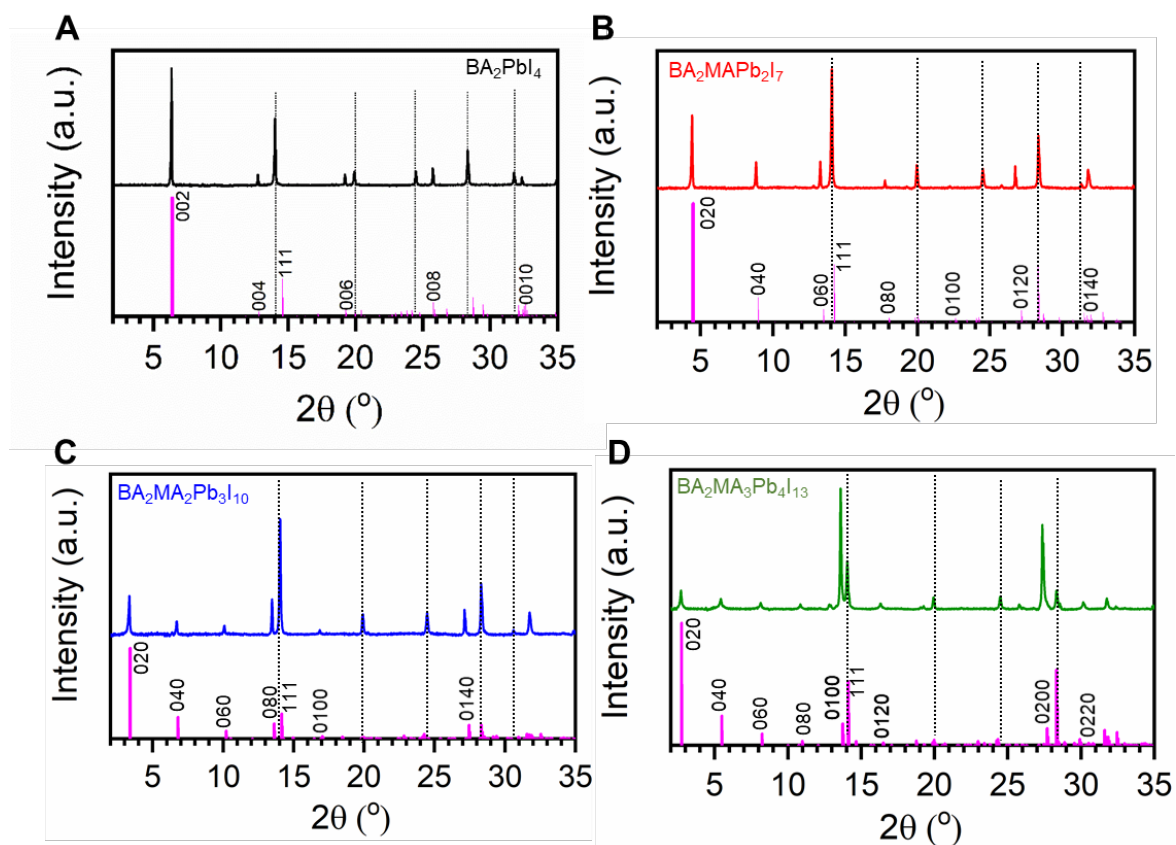 A
Intensity (a.u.)
BA₂PbI₄
002
004
111
006
008
0010
5 10 15 20 25 30 35
2θ (°)
B
Intensity (a.u.)
BA₂MAPb₂I₇
020
040
060
111
080
0100
0120
0140
5 10 15 20 25 30 35
2θ (°)
C
Intensity (a.u.)
BA₂MA₂Pb₃I₁₀
020
040
060
080
111
0100
0140
5 10 15 20 25 30 35
2θ (°)
D
Intensity (a.u.)
BA₂MA₃Pb₄I₁₃
020
040
060
080
0100
111
0120
0200
0220
5 10 15 20 25 30 35
2θ (°)